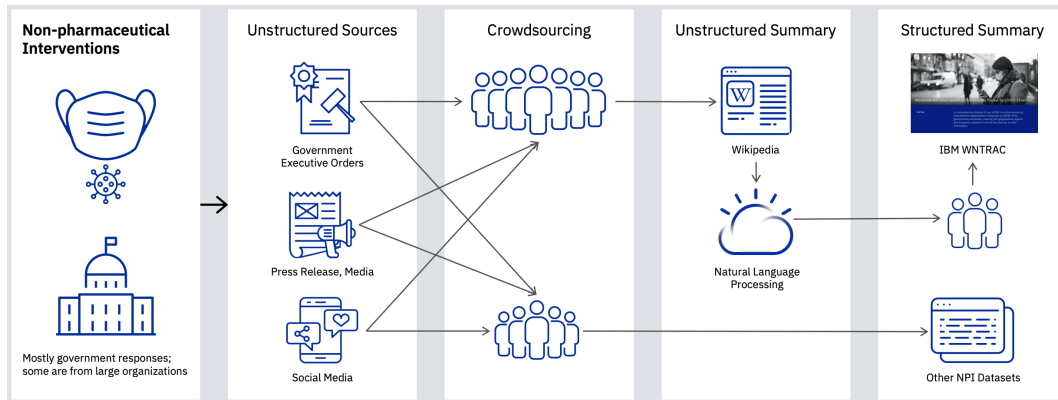 Non-pharmaceutical
Interventions
Mostly government responses;
some are from large organizations
Unstructured Sources
Government
Executive Orders
Press Release, Media
Social Media
Crowdsourcing
Unstructured Summary
W
Wikipedia
Natural Language
Processing
Structured Summary
IBM WNTRAC
Other NPI Datasets